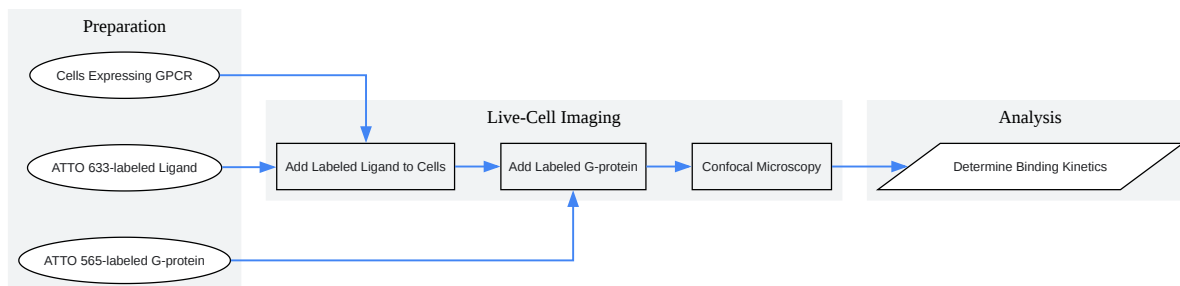 Preparation
Cells Expressing GPCR
ATTO 633-labeled Ligand
ATTO 565-labeled G-protein
Live-Cell Imaging
Add Labeled Ligand to Cells
Add Labeled G-protein
Confocal Microscopy
Analysis
Determine Binding Kinetics